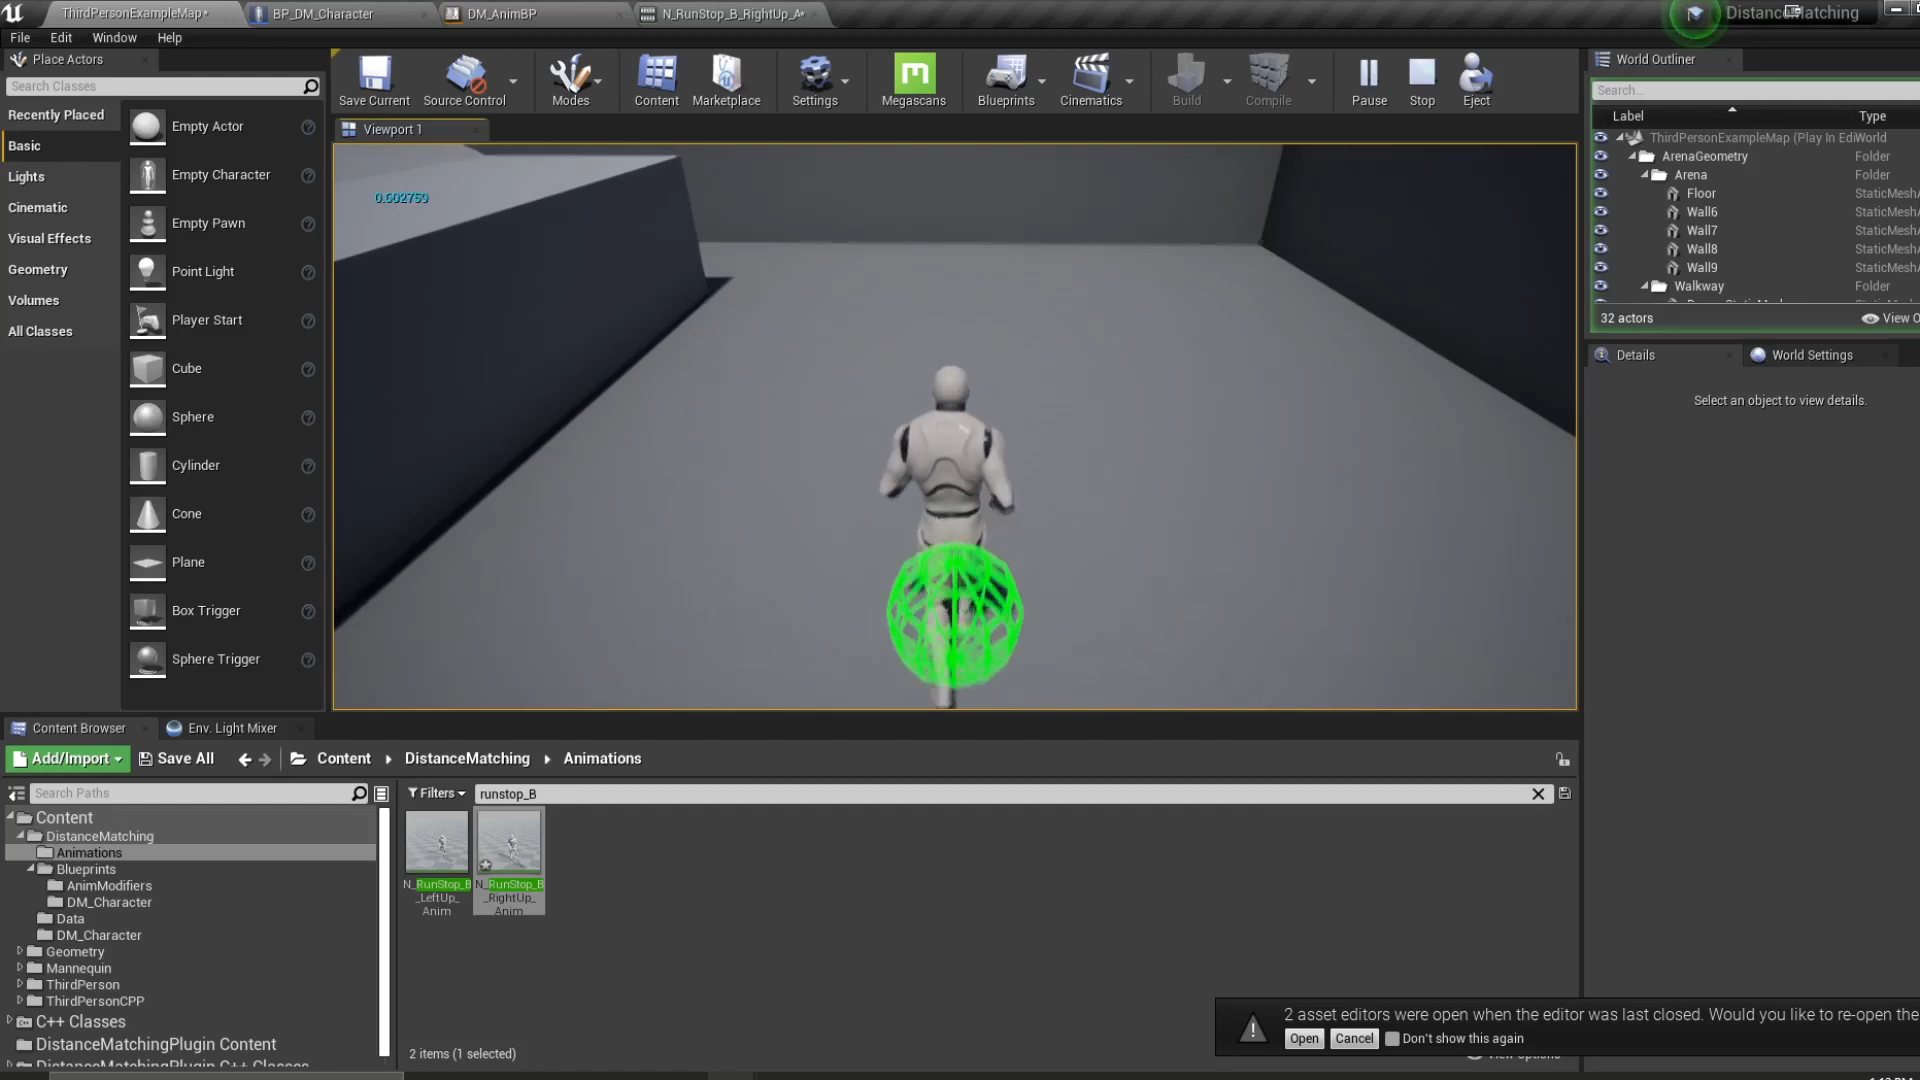 ThirdPersonExampleMap*
BP_DM_Character
DM_AnimBP
N_RunStop_B_RightUp_A*
DistanceMatching
File Edit Window Help
Place Actors
Search Classes
Recently Placed
Basic
Lights
Cinematic
Visual Effects
Geometry
Volumes
All Classes
Empty Actor
Empty Character
Empty Pawn
Point Light
Player Start
Cube
Sphere
Cylinder
Cone
Plane
Box Trigger
Sphere Trigger
Save Current
Source Control
Modes
Content
Marketplace
Settings
Megascans
Blueprints
Cinematics
Build
Compile
Pause
Stop
Eject
Viewport 1
0.602759
World Outliner
Search...
Label Type
ThirdPersonExampleMap (Play In Edi World
ArenaGeometry Folder
Arena Folder
Floor StaticMesh
Wall6 StaticMesh
Wall7 StaticMesh
Wall8 StaticMesh
Wall9 StaticMesh
Walkway Folder
32 actors
View O
Details
World Settings
Select an object to view details.
Content Browser
Env. Light Mixer
Add/Import
Save All
Content
DistanceMatching
Animations
Search Paths
Filters
runstop_B
Content
DistanceMatching
Animations
Blueprints
AnimModifiers
DM_Character
Data
DM_Character
Geometry
Mannequin
ThirdPerson
ThirdPersonCPP
C++ Classes
DistanceMatchingPlugin Content
DistanceMatchingPlugin C++ Classes
N_RunStop_B
_LeftUp_
Anim
N_RunStop_B
_RightUp_
Anim
2 items (1 selected)
2 asset editors were open when the editor was last closed. Would you like to re-open the
Open
Cancel
Don't show this again
View Options